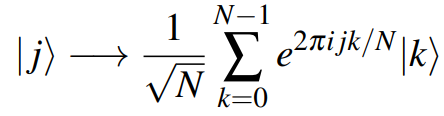 |j⟩ ⟶ 1/√N ∑_{k=0}^{N−1} e^{2πijk/N}|k⟩